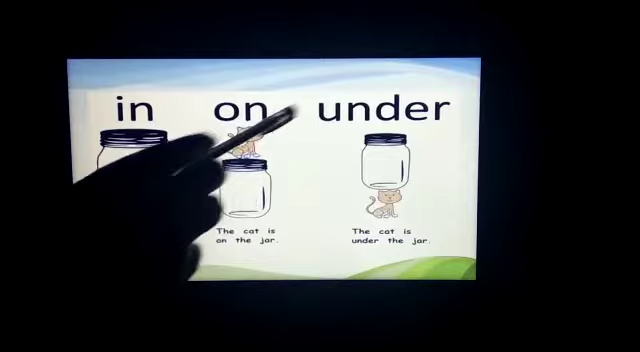 in on under
The cat is
on the jar.
The cat is
under the jar.